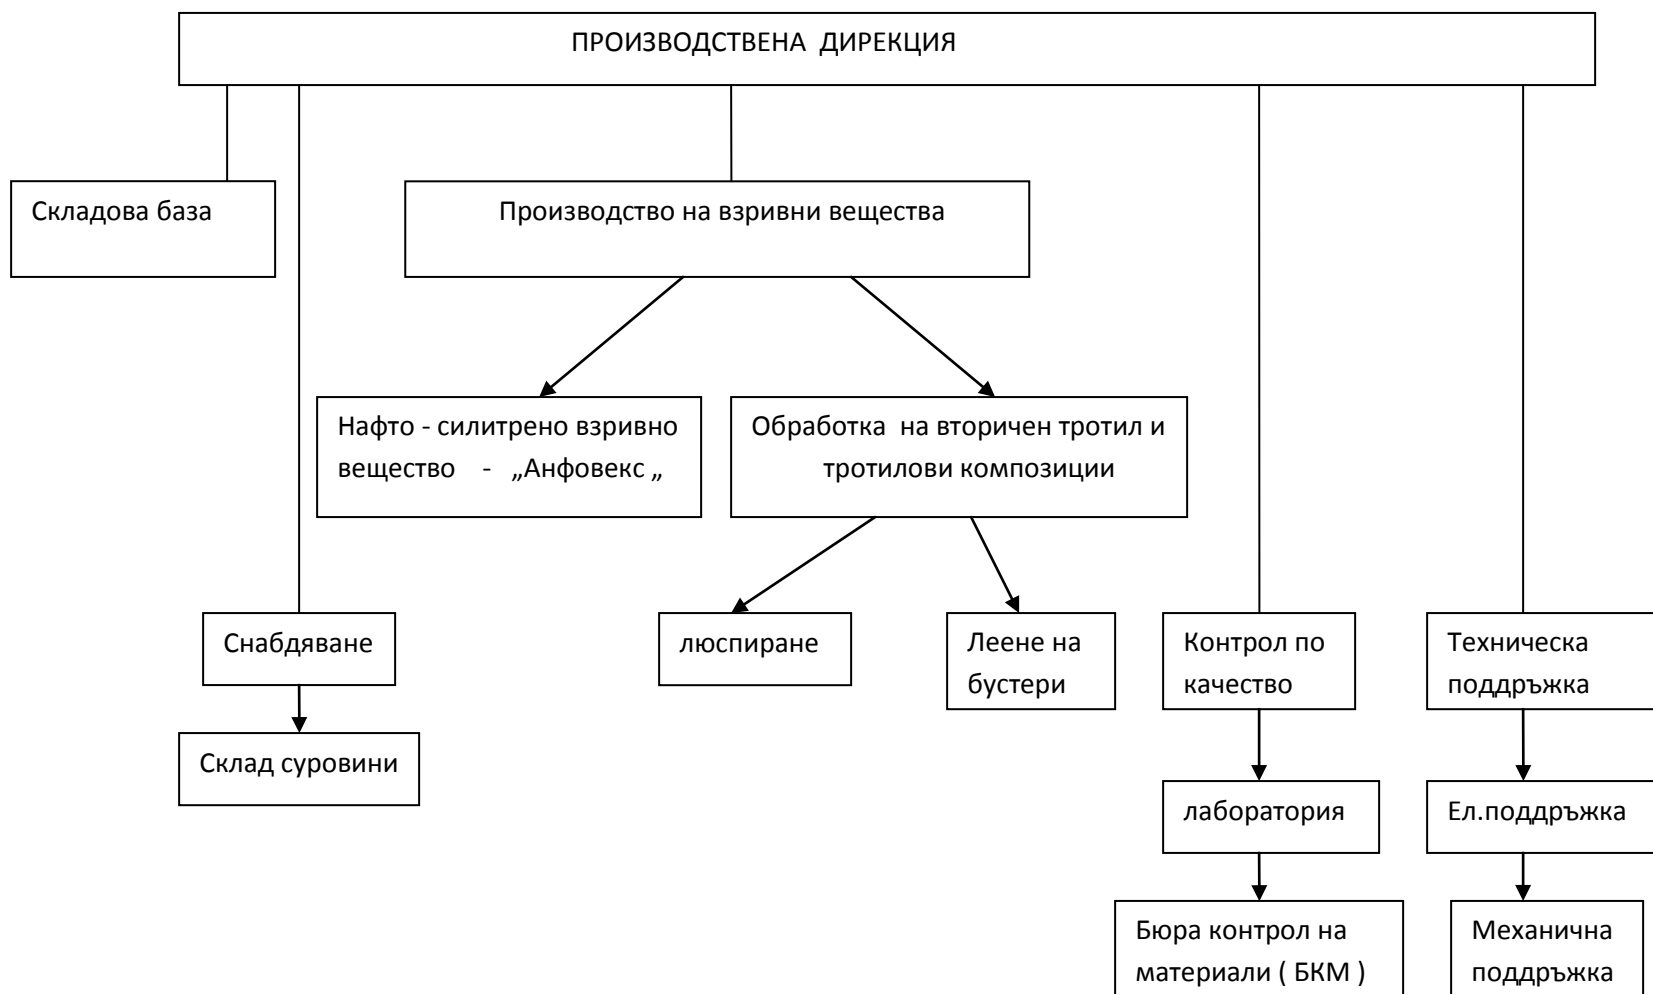 ПРОИЗВОДСТВЕНА ДИРЕКЦИЯ
Складова база
Производство на взривни вещества
Нафто - силитрено взривно
вещество - „Анфовекс „
Обработка на вторичен тротил и
тротилови композиции
Снабдяване
люспиране
Леене на
бустери
Контрол по
качество
Техническа
поддръжка
Склад суровини
лаборатория
Ел.поддръжка
Бюра контрол на
материали ( БКМ )
Механична
поддръжка